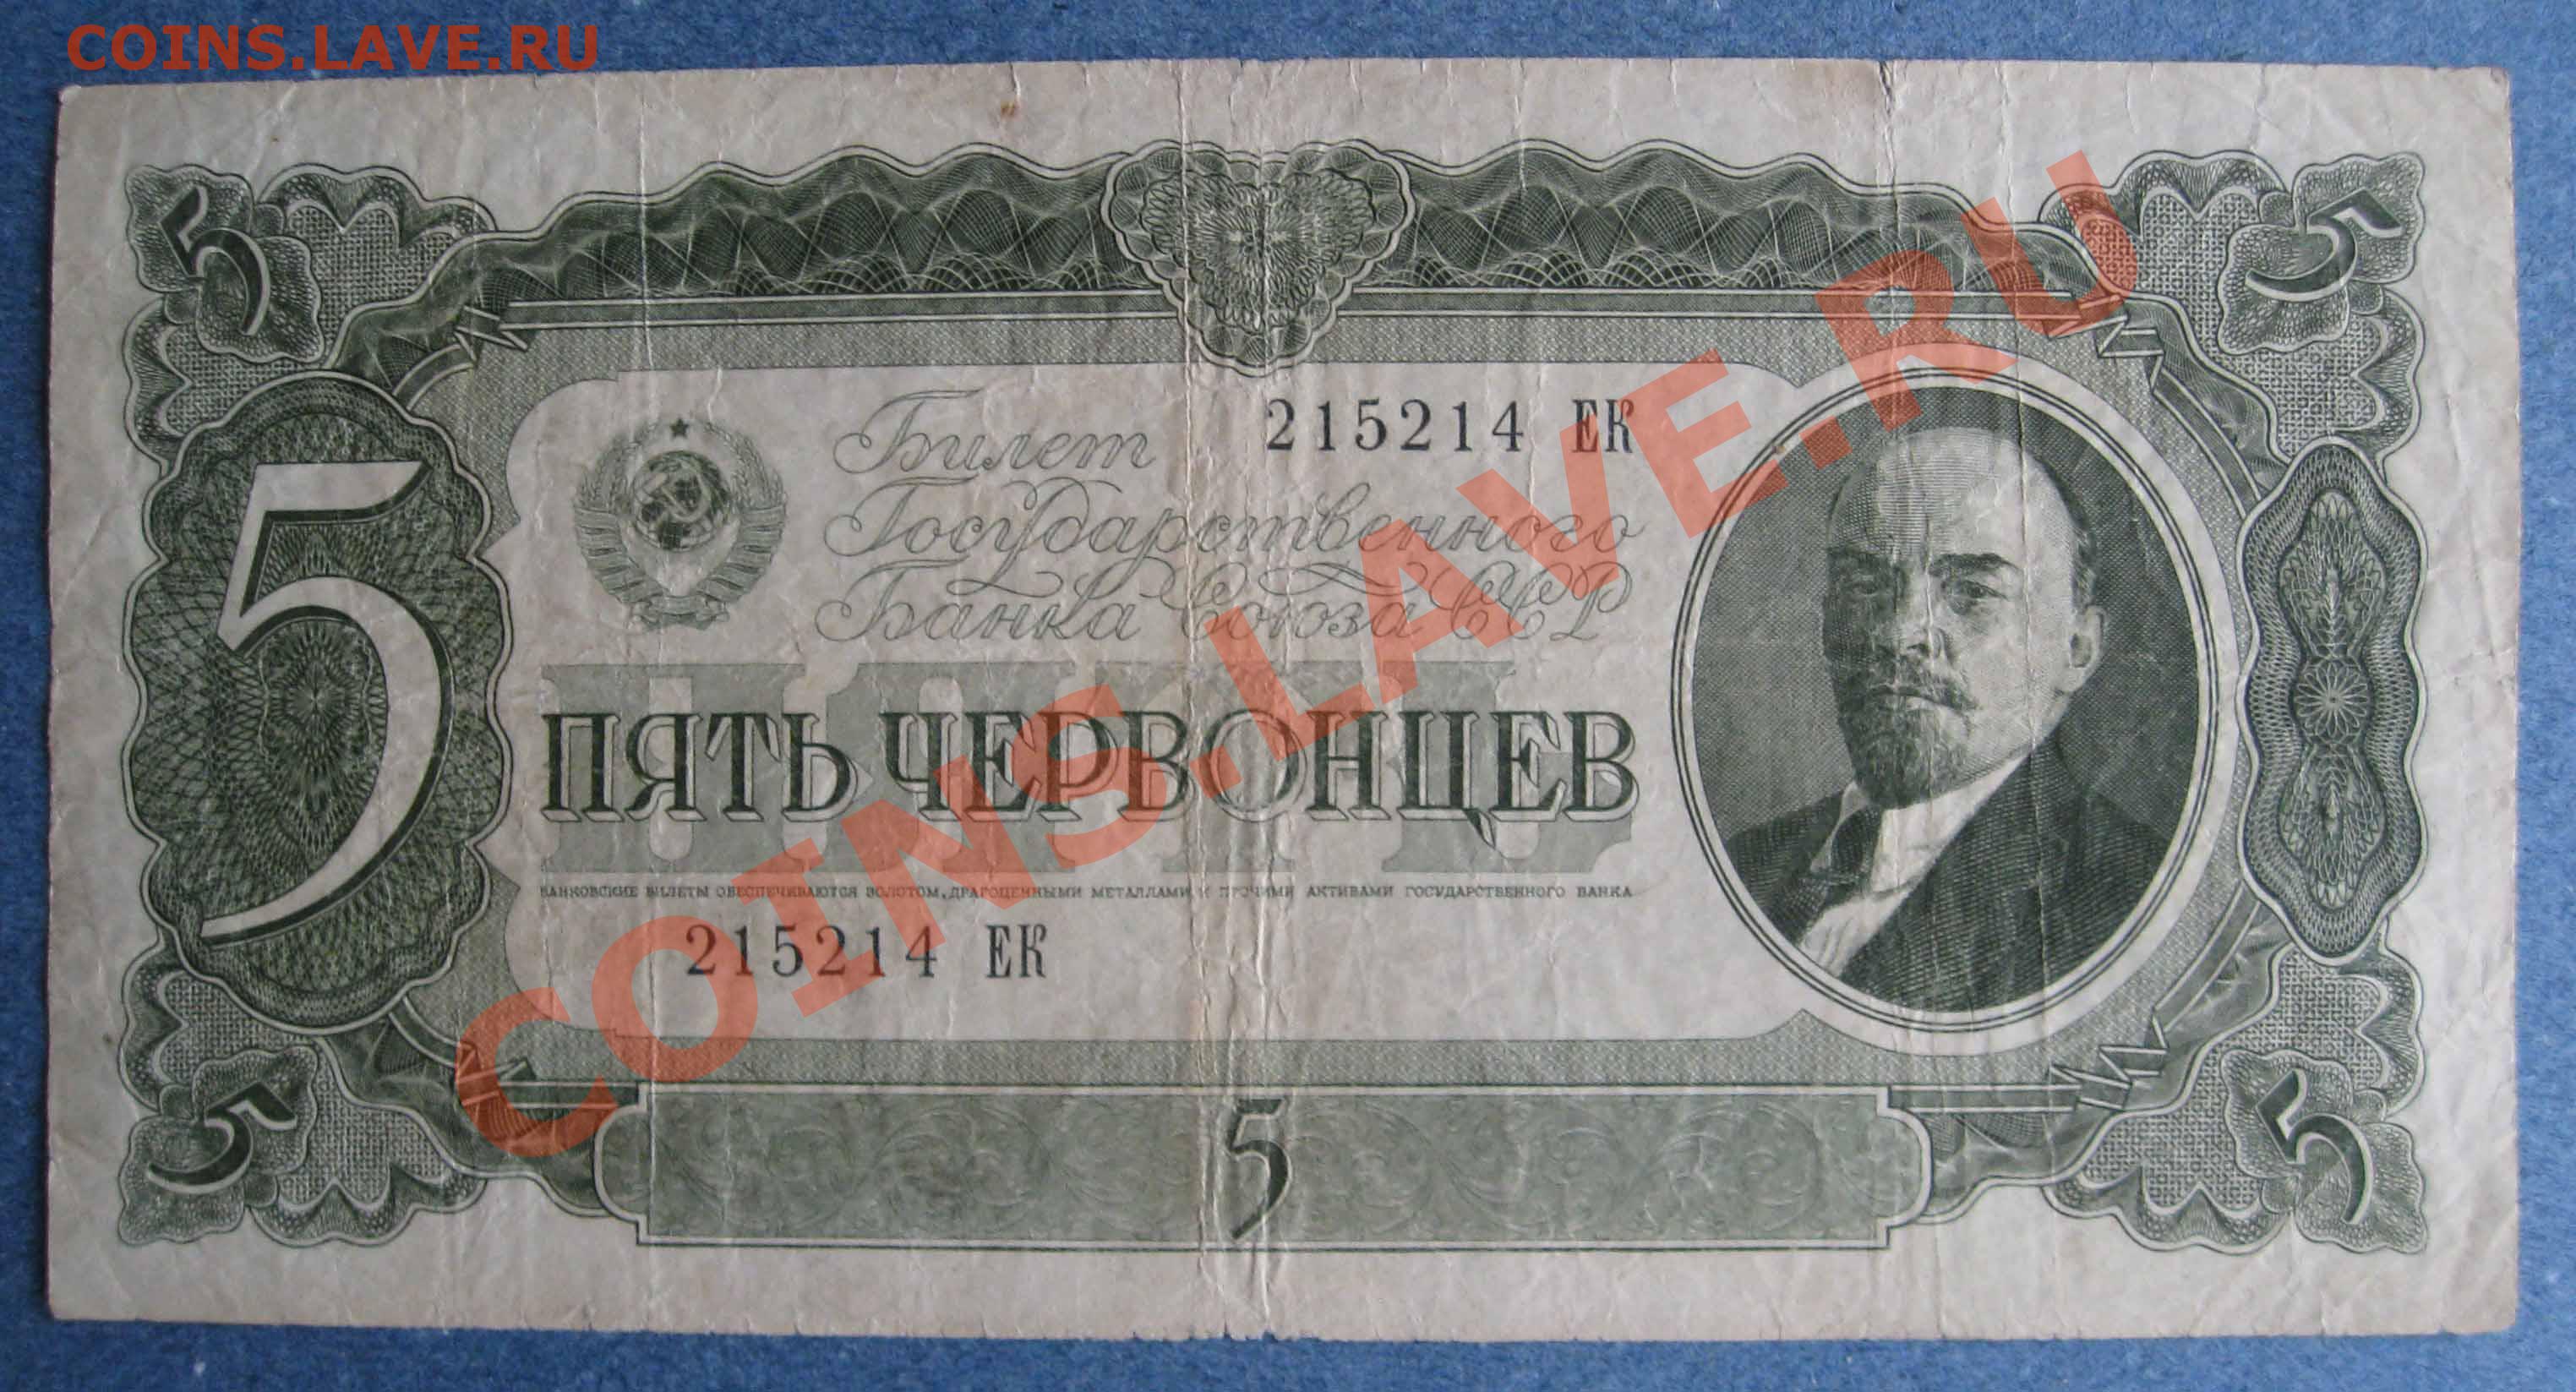 COINS.LAVE.RU
5
5
Билет 215214 ЕК
Государственного
Банка Союза ССР
5
ПЯТЬ ЧЕРВОНЦЕВ
БАНКОВСКИЕ БИЛЕТЫ ОБЕСПЕЧИВАЮТСЯ ЗОЛОТОМ, ДРАГОЦЕННЫМИ МЕТАЛЛАМИ И ПРОЧИМИ АКТИВАМИ ГОСУДАРСТВЕННОГО БАНКА
215214 ЕК
5
5
5
COINS.LAVE.RU